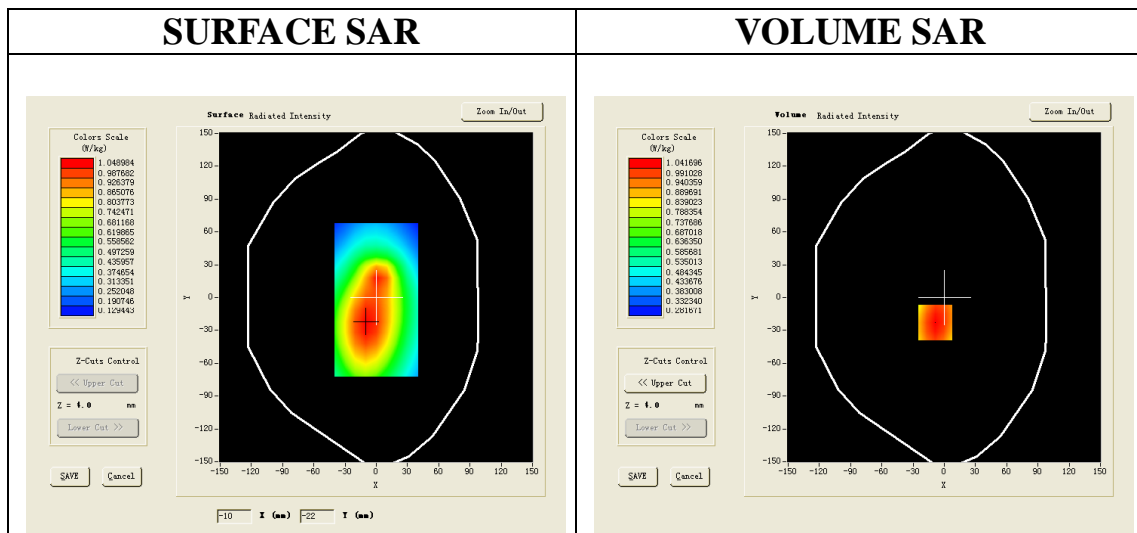 SURFACE SAR
VOLUME SAR
Surface Radiated Intensity
Zoom In/Out
Colors Scale
(W/kg)
1.048984
0.987682
0.926379
0.865076
0.803773
0.742471
0.681168
0.619865
0.558562
0.497259
0.435957
0.374654
0.313351
0.252048
0.190746
0.129443
150
120
90
60
30
0
-30
-60
-90
-120
-150
Y
-150 -120 -90 -60 -30 0 30 60 90 120 150
X
Z-Cuts Control
<< Upper Cut
Z = 4.0 mm
Lower Cut >>
SAVE Cancel
-10 X (mm) -22 Y (mm)
Volume Radiated Intensity
Zoom In/Out
Colors Scale
(W/kg)
1.041696
0.991028
0.940359
0.889691
0.839023
0.788354
0.737686
0.687018
0.636350
0.585681
0.535013
0.484345
0.433676
0.383008
0.332340
0.281671
150
120
90
60
30
0
-30
-60
-90
-120
-150
Y
-150 -120 -90 -60 -30 0 30 60 90 120 150
X
Z-Cuts Control
<< Upper Cut
Z = 4.0 mm
Lower Cut >>
SAVE Cancel